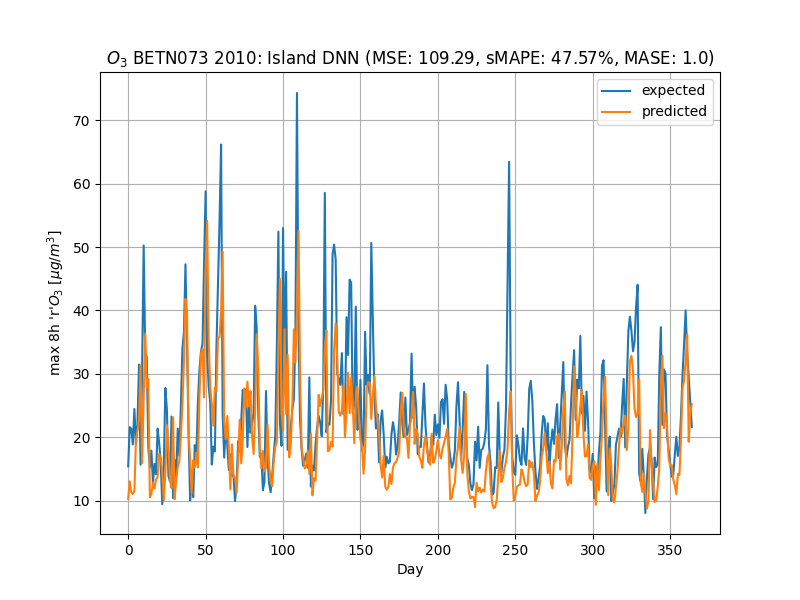 O3 BETN073 2010: Island DNN (MSE: 109.29, sMAPE: 47.57%, MASE: 1.0)
expected
predicted
max 8h 'r'O3 [μg/m3]
70
60
50
40
30
20
10
0 50 100 150 200 250 300 350
Day